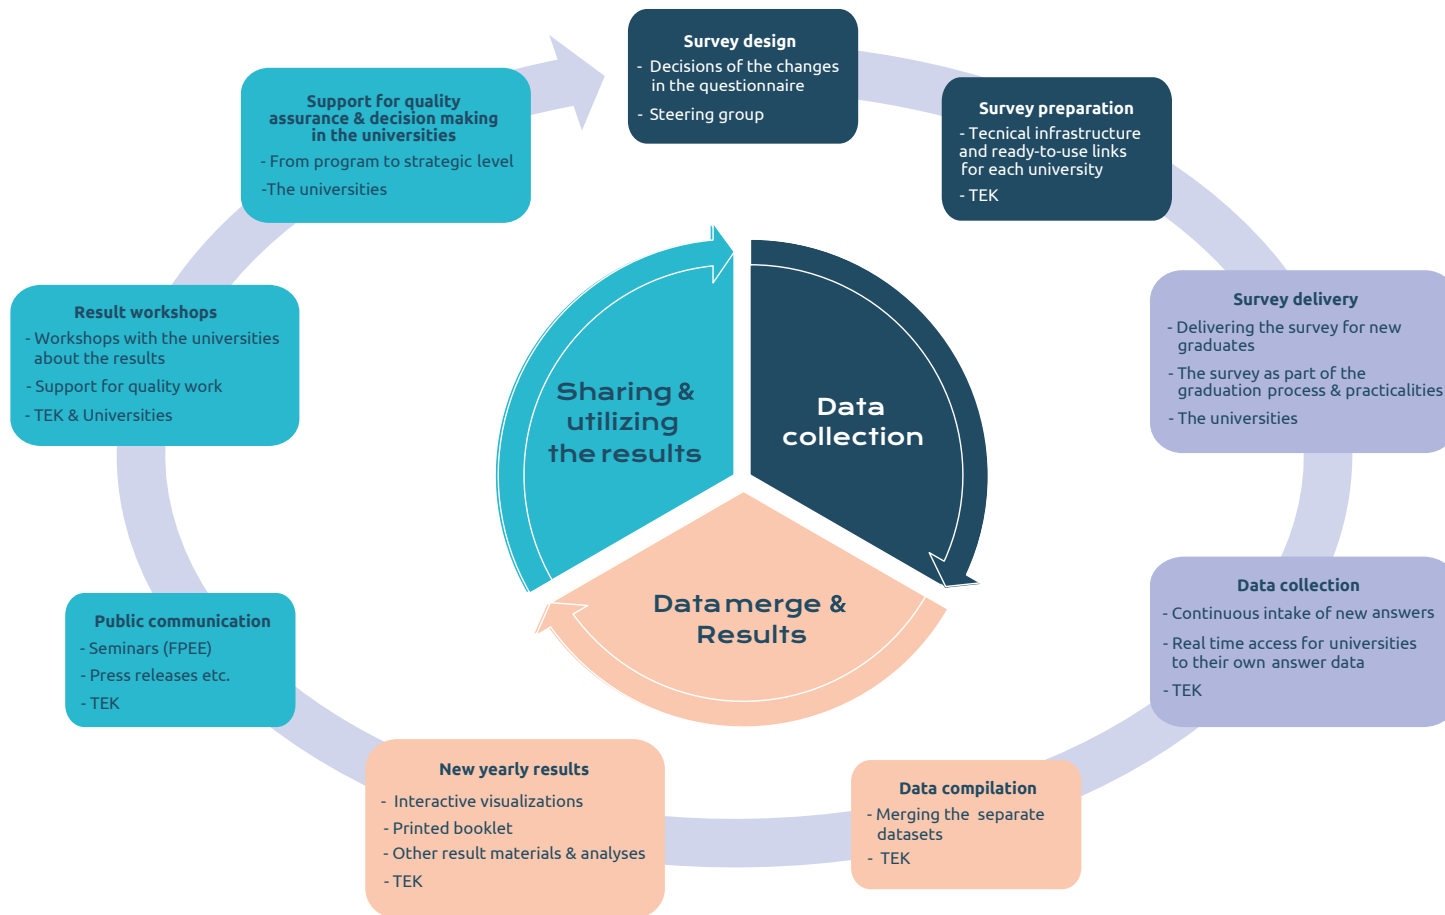 Survey design
- Decisions of the changes
in the questionnaire
- Steering group
Survey preparation
- Tecnical infrastructure
and ready-to-use links
for each university
- TEK
Survey delivery
- Delivering the survey for new
graduates
- The survey as part of the
graduation process & practicalities
- The universities
Data collection
- Continuous intake of new answers
- Real time access for universities
to their own answer data
- TEK
Data compilation
- Merging the separate
datasets
- TEK
New yearly results
- Interactive visualizations
- Printed booklet
- Other result materials & analyses
- TEK
Public communication
- Seminars (FPEE)
- Press releases etc.
- TEK
Result workshops
- Workshops with the universities
about the results
- Support for quality work
- TEK & Universities
Support for quality
assurance & decision making
in the universities
- From program to strategic level
-The universities
Sharing &
utilizing
the results
Data
collection
Data merge &
Results